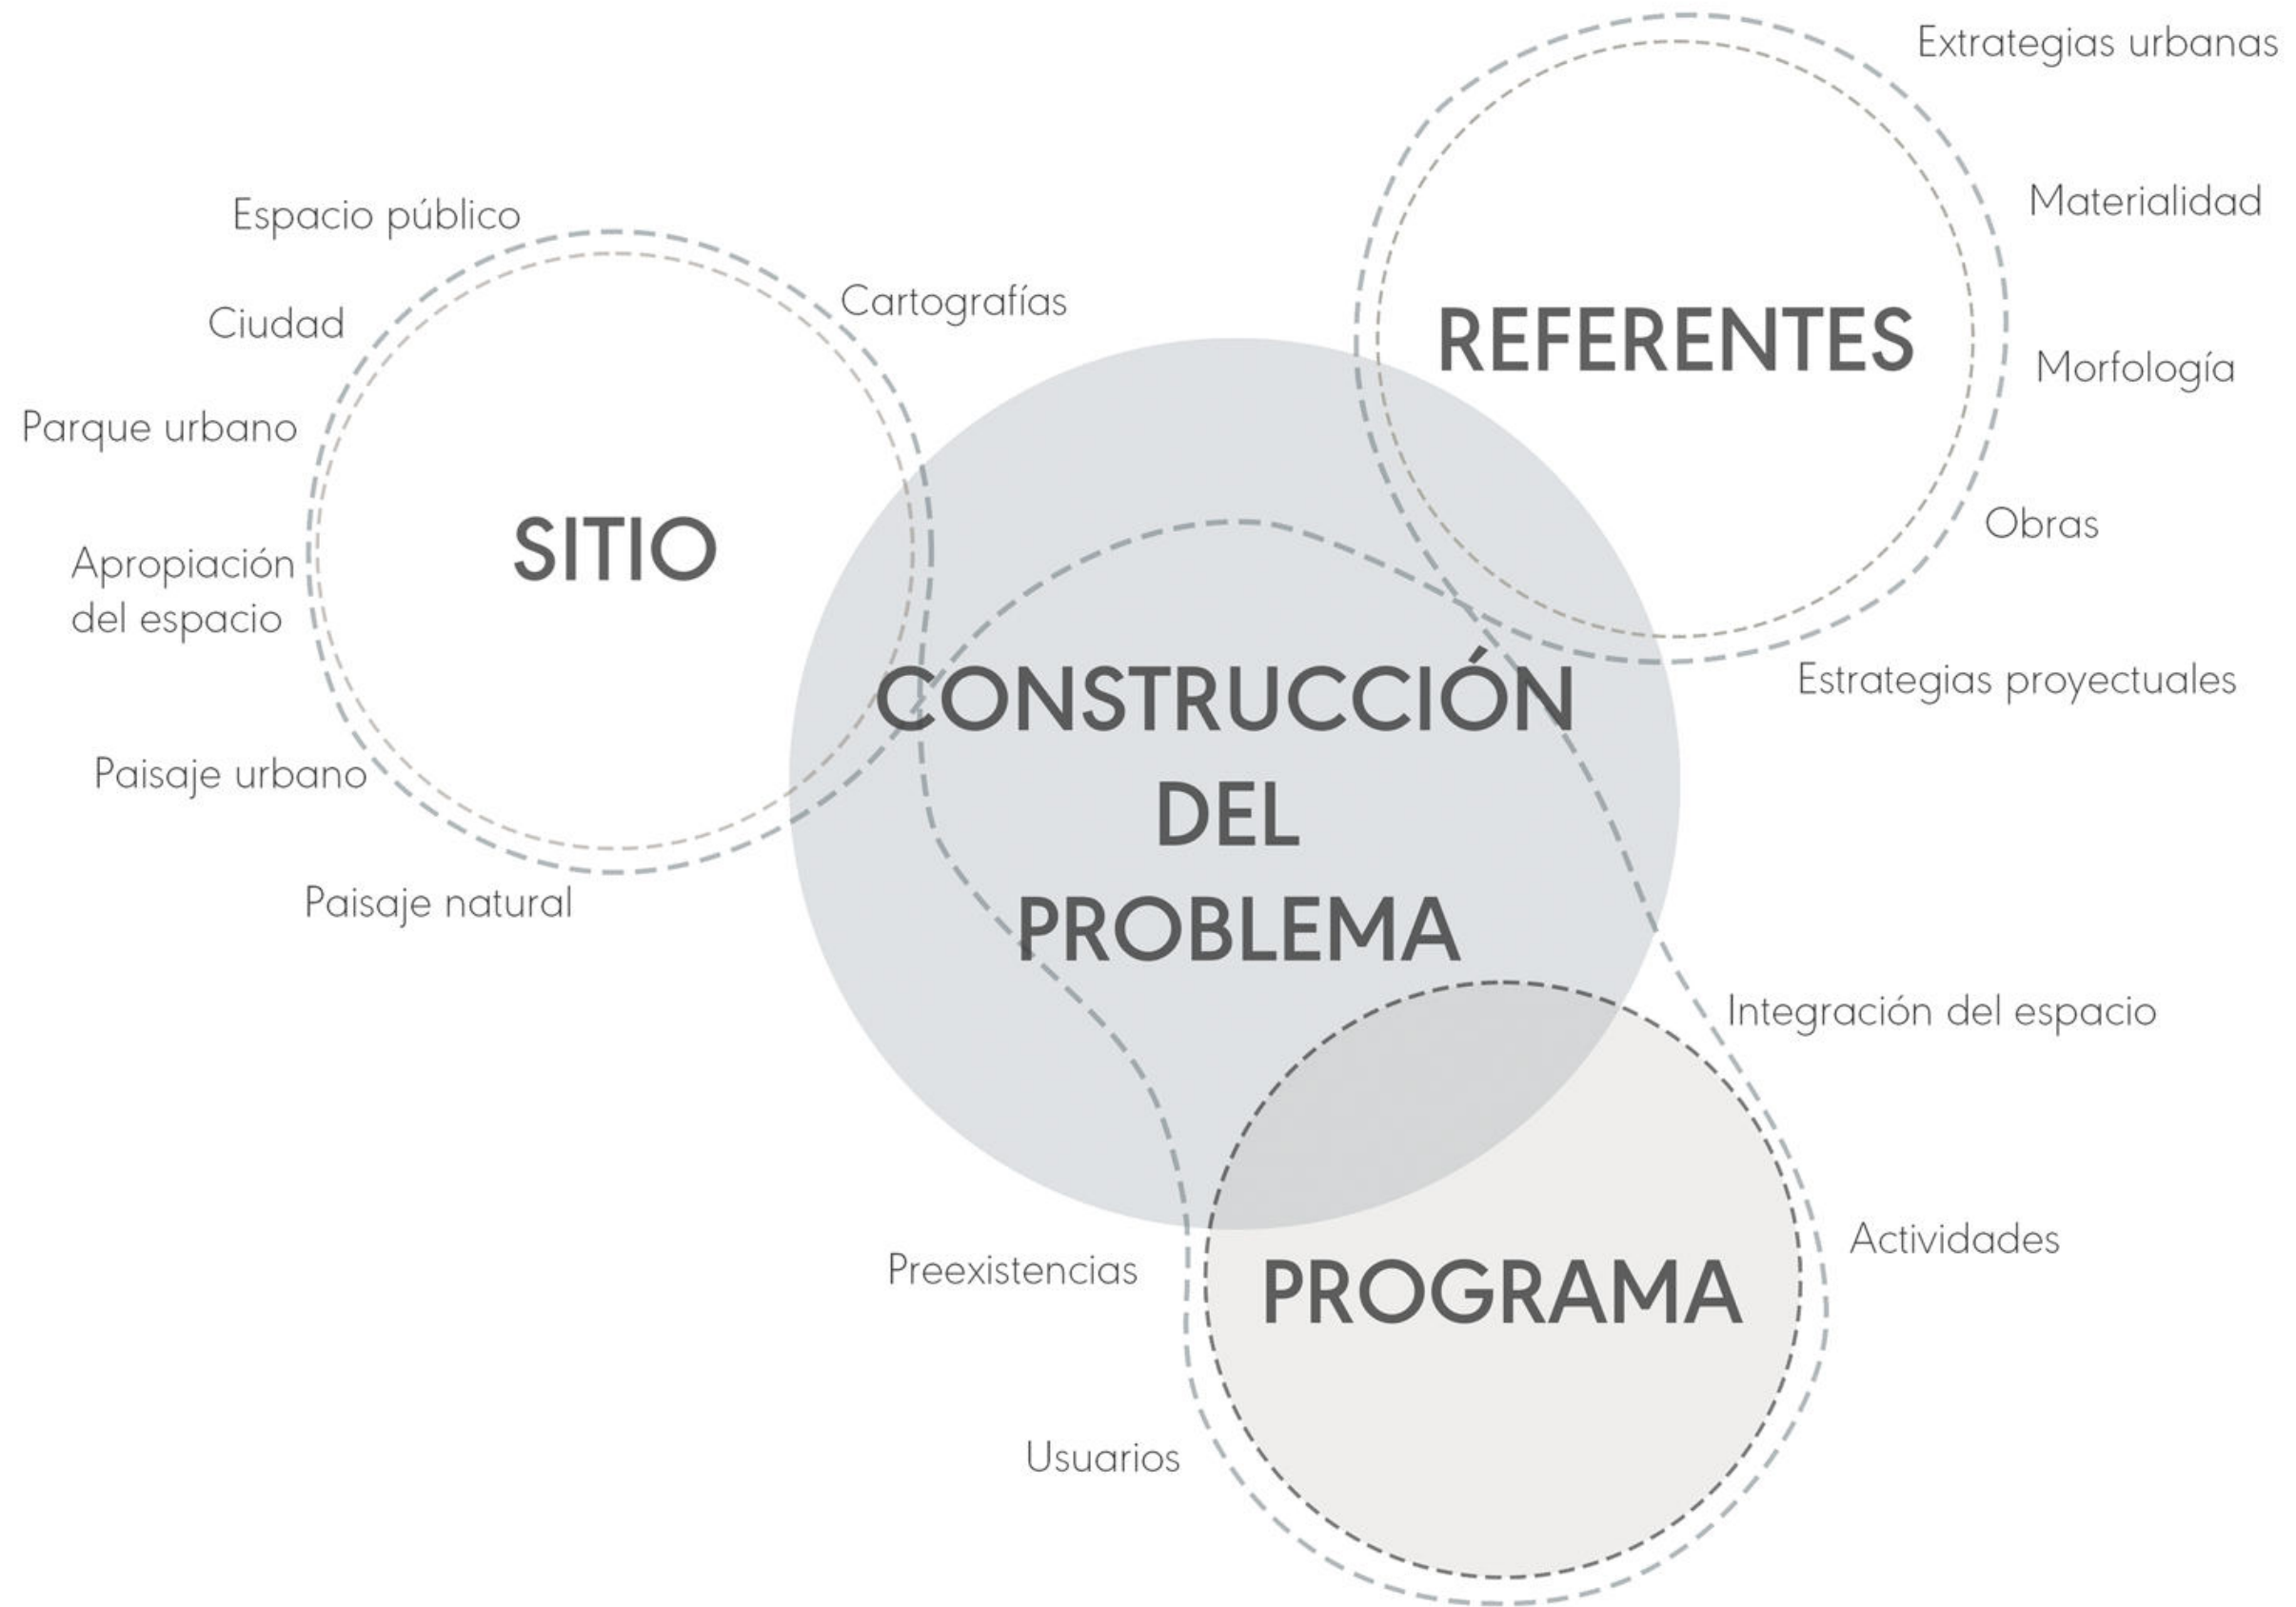 Extrategias urbanas
Materialidad
REFERENTES
Morfología
Obras
Estrategias proyectuales
Espacio público
Cartografías
Ciudad
Parque urbano
SITIO
Apropiación
del espacio
Paisaje urbano
Paisaje natural
CONSTRUCCIÓN
DEL
PROBLEMA
Integración del espacio
Actividades
Preexistencias
PROGRAMA
Usuarios